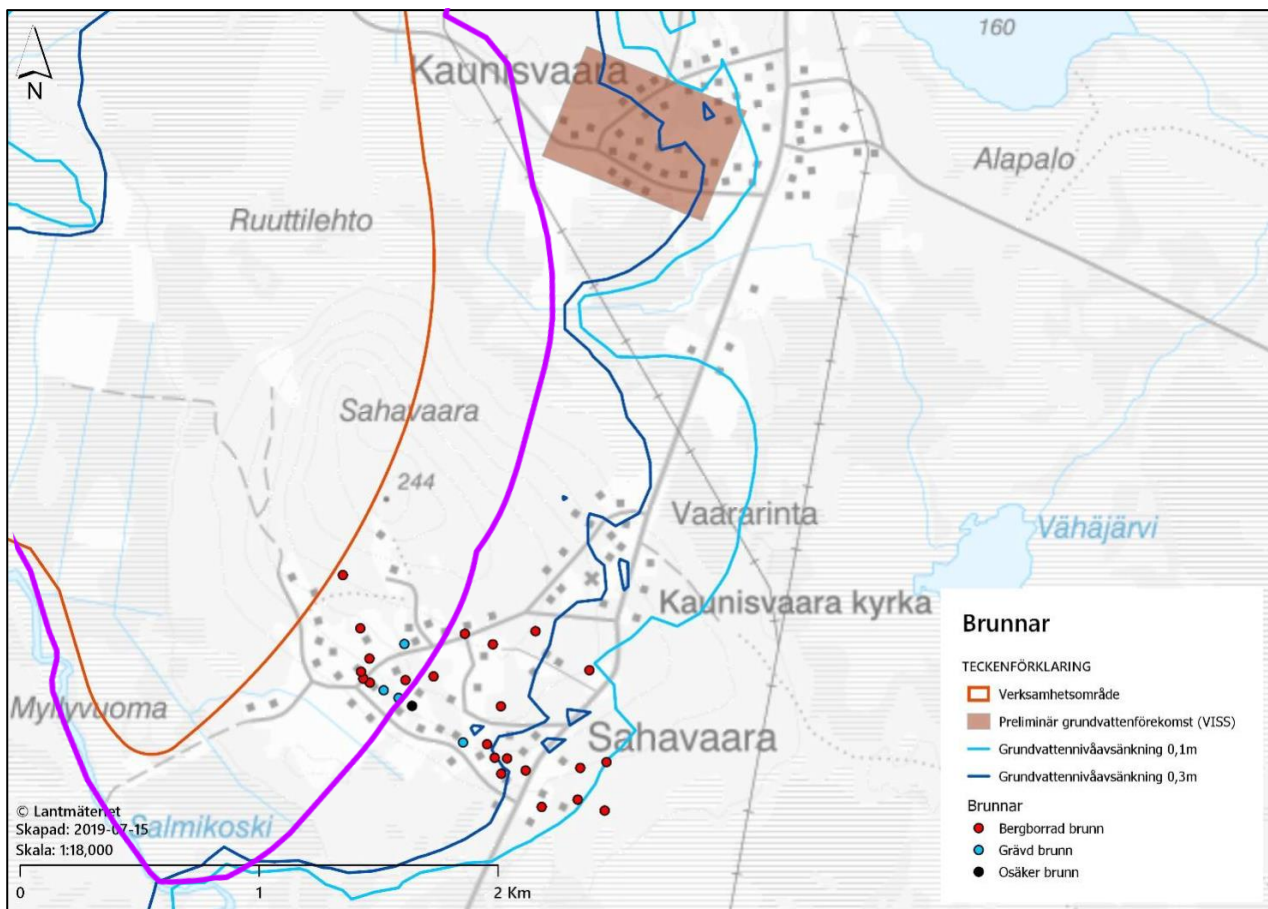 N
160
Kaunisvaara
Alapalo
Ruuttilehto
Sahavaara
244
Vaararinta
Vähäjärvi
Kaunisvaara kyrka
Myllyvuoma
Sahavaara
© Lantmäteriet
Skapad: 2019-07-15
Salmikoski
Skala: 1:18,000
0 1 2 Km
Brunnar
TECKENFÖRKLARING
Verksamhetsområde
Preliminär grundvattenförekomst (VISS)
Grundvattennivåavsänkning 0,1m
Grundvattennivåavsänkning 0,3m
Brunnar
Bergborrad brunn
Grävd brunn
Osäker brunn